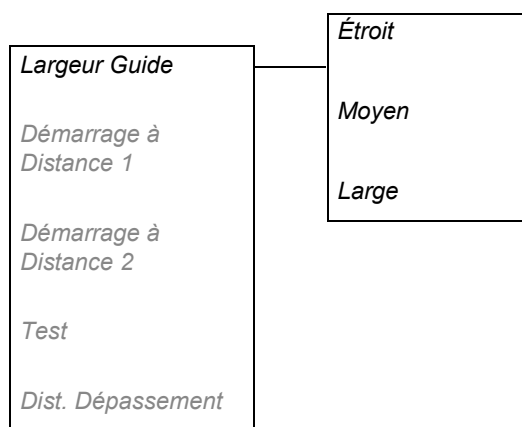 Largeur Guide
Démarrage à
Distance 1
Démarrage à
Distance 2
Test
Dist. Dépassement
Étroit
Moyen
Large